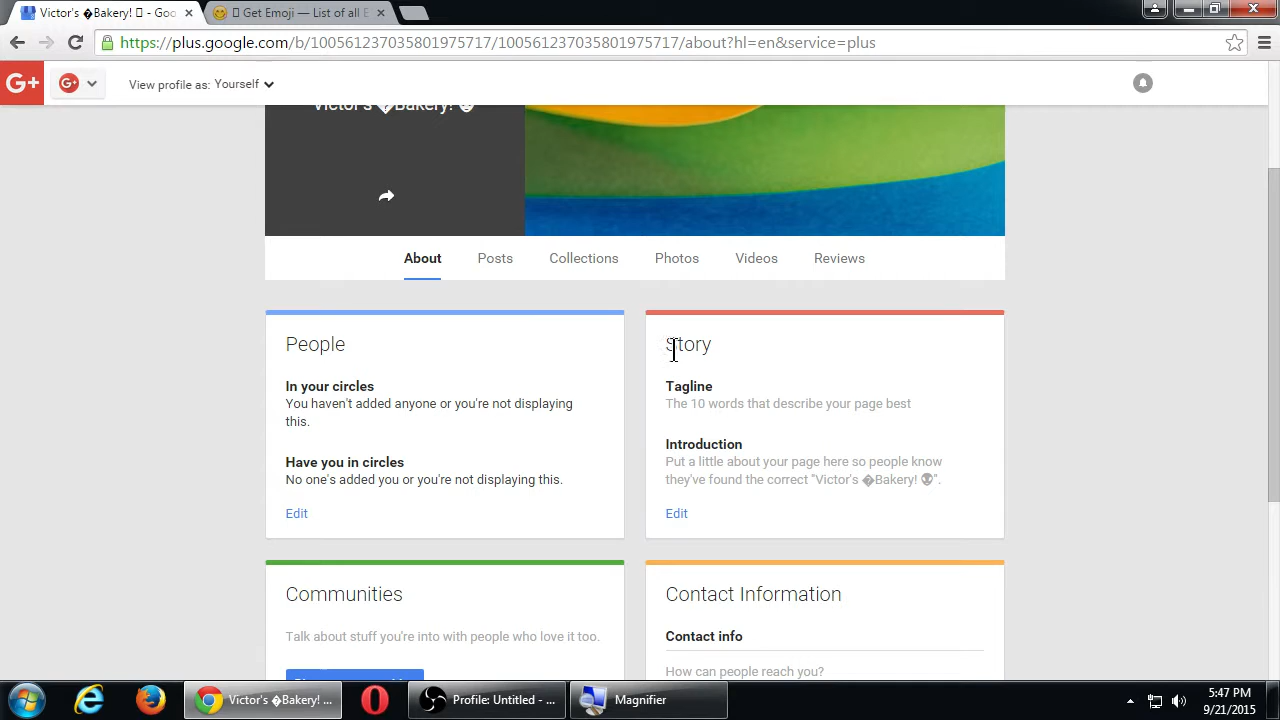 Victor's �Bakery! - Goo
Get Emoji — List of all E
https://plus.google.com/b/100561237035801975717/100561237035801975717/about?hl=en&service=plus
G+
View profile as: Yourself
Victor's �Bakery! 👽
About Posts Collections Photos Videos Reviews
People
In your circles
You haven't added anyone or you're not displaying
this.
Have you in circles
No one's added you or you're not displaying this.
Edit
Story
Tagline
The 10 words that describe your page best
Introduction
Put a little about your page here so people know
they've found the correct "Victor's �Bakery! 👽".
Edit
Communities
Talk about stuff you're into with people who love it too.
Contact Information
Contact info
How can people reach you?
Victor's �Bakery! ...
Profile: Untitled - ...
Magnifier
5:47 PM
9/21/2015